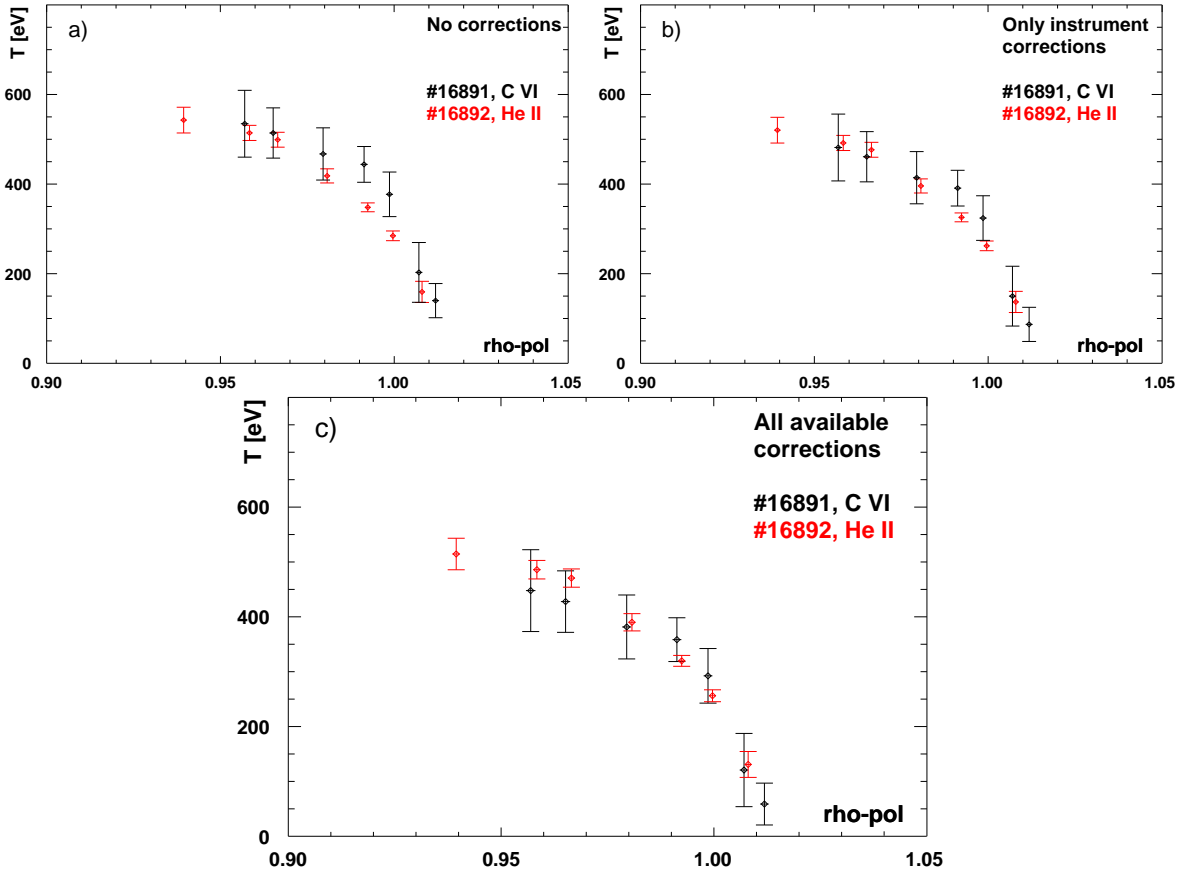 a)
No corrections
#16891, C VI
#16892, He II
T [eV]
600
400
200
0
rho-pol
0.90
0.95
1.00
1.05
b)
Only instrument
corrections
#16891, C VI
#16892, He II
T [eV]
600
400
200
0
rho-pol
0.90
0.95
1.00
1.05
c)
All available
corrections
#16891, C VI
#16892, He II
T [eV]
600
400
200
0
rho-pol
0.90
0.95
1.00
1.05